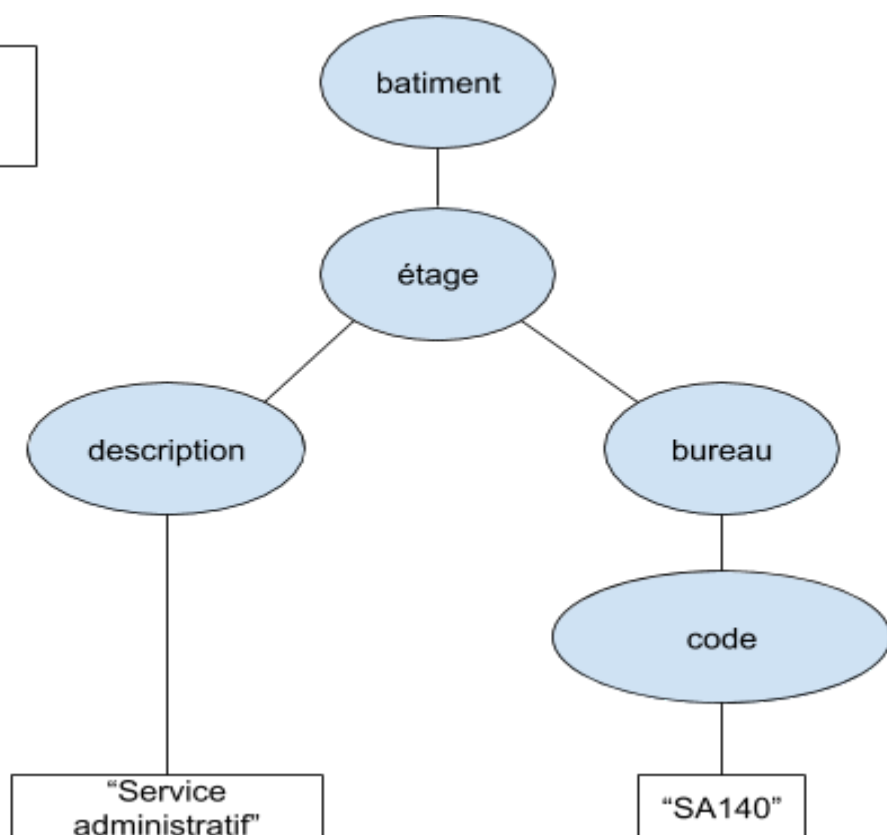 batiment
étage
description
bureau
code
“Service
administratif”
“SA140”